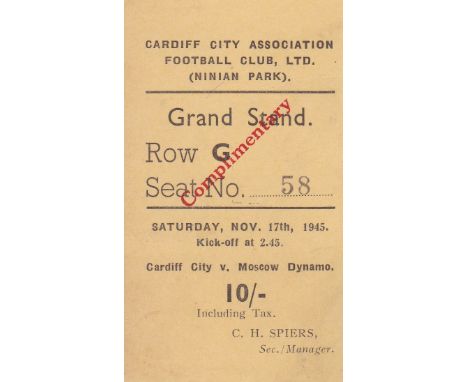 CARDIFF CITY ASSOCIATION
FOOTBALL CLUB, LTD.
(NINIAN PARK).
Grand Stand.
Complimentary
Row G
Seat No. 58
SATURDAY, NOV. 17th, 1945.
Kick-off at 2.45.
Cardiff City v. Moscow Dynamo.
10/-
Including Tax.
C. H. SPIERS,
Sec./Manager.